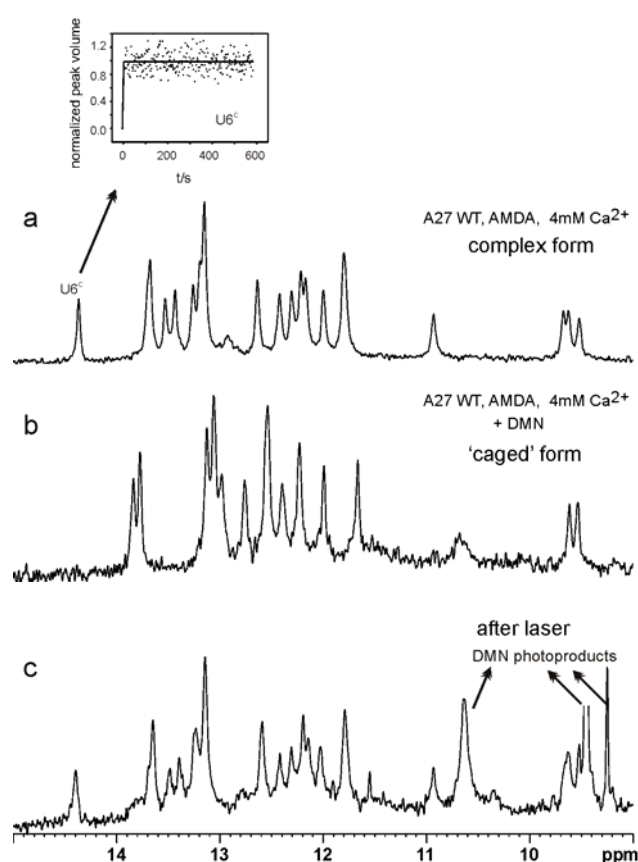 normalized peak volume
1.2
0.8
0.4
0.0
U6ᶜ
0 200 400 600
t/s
a
A27 WT, AMDA, 4mM Ca²⁺
complex form
U6ᶜ
b
A27 WT, AMDA, 4mM Ca²⁺
+ DMN
'caged' form
c
after laser
DMN photoproducts
14 13 12 11 10 ppm